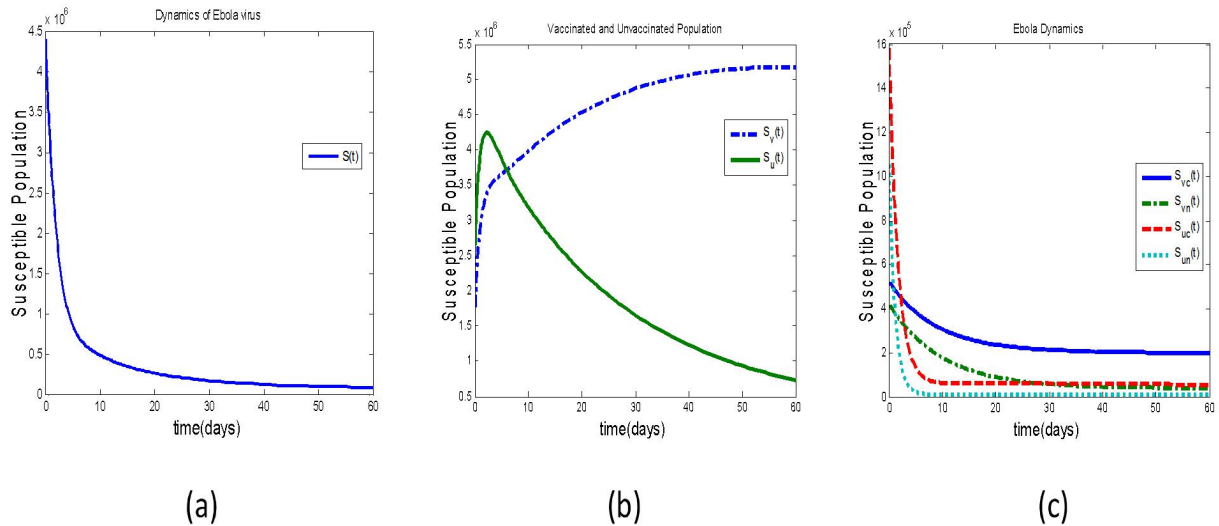 Dynamics of Ebola virus
x 10^6
4.5
4
3.5
3
2.5
2
1.5
1
0.5
0
0 10 20 30 40 50 60
Susceptible Population
time(days)
S(t)
(a)
Vaccinated and Unvaccinated Population
x 10^6
5.5
5
4.5
4
3.5
3
2.5
2
1.5
1
0.5
0 10 20 30 40 50 60
Susceptible Population
time(days)
S_v(t)
S_u(t)
(b)
Ebola Dynamics
x 10^5
16
14
12
10
8
6
4
2
0
0 10 20 30 40 50 60
Susceptible Population
time(days)
S_vc(t)
S_vn(t)
S_uc(t)
S_un(t)
(c)